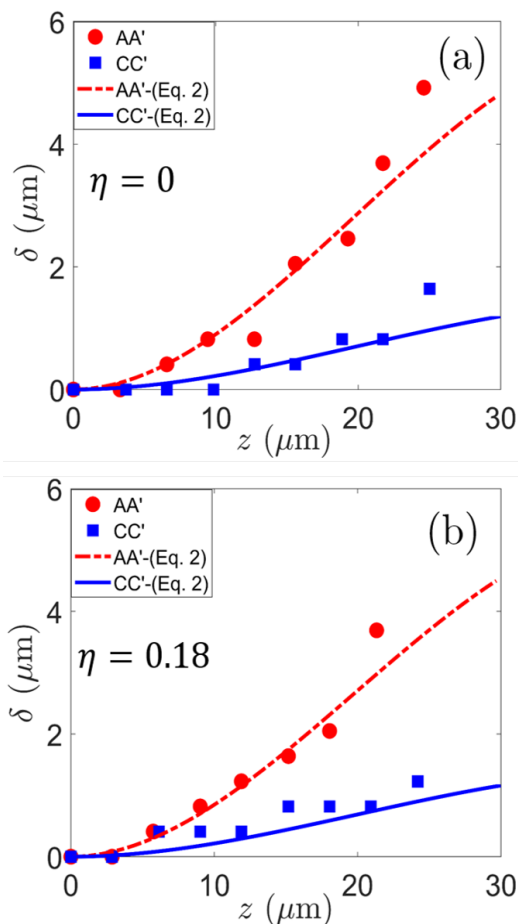 6
AA'
CC'
AA'-(Eq. 2)
CC'-(Eq. 2)
(a)
η = 0
4
2
0
δ (μm)
0 10 20 30
z (μm)
6
AA'
CC'
AA'-(Eq. 2)
CC'-(Eq. 2)
(b)
η = 0.18
4
2
0
δ (μm)
0 10 20 30
z (μm)